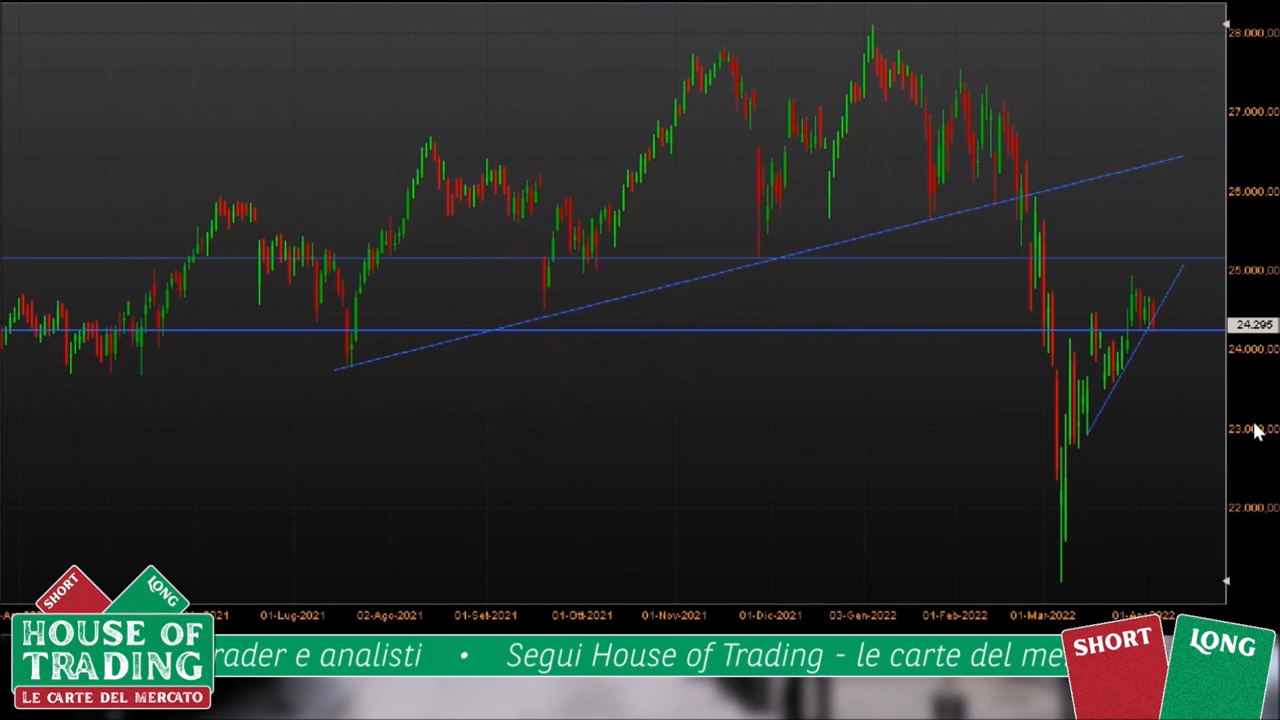 28.000,00
27.000,00
26.000,00
25.000,00
24.295
24.000,00
23.000,00
22.000,00
01-Lug-2021
02-Ago-2021
01-Set-2021
01-Ott-2021
01-Nov-2021
01-Dic-2021
03-Gen-2022
01-Feb-2022
01-Mar-2022
SHORT
LONG
HOUSE OF
TRADING
LE CARTE DEL MERCATO
rader e analisti • Segui House of Trading - le carte del me
SHORT
LONG